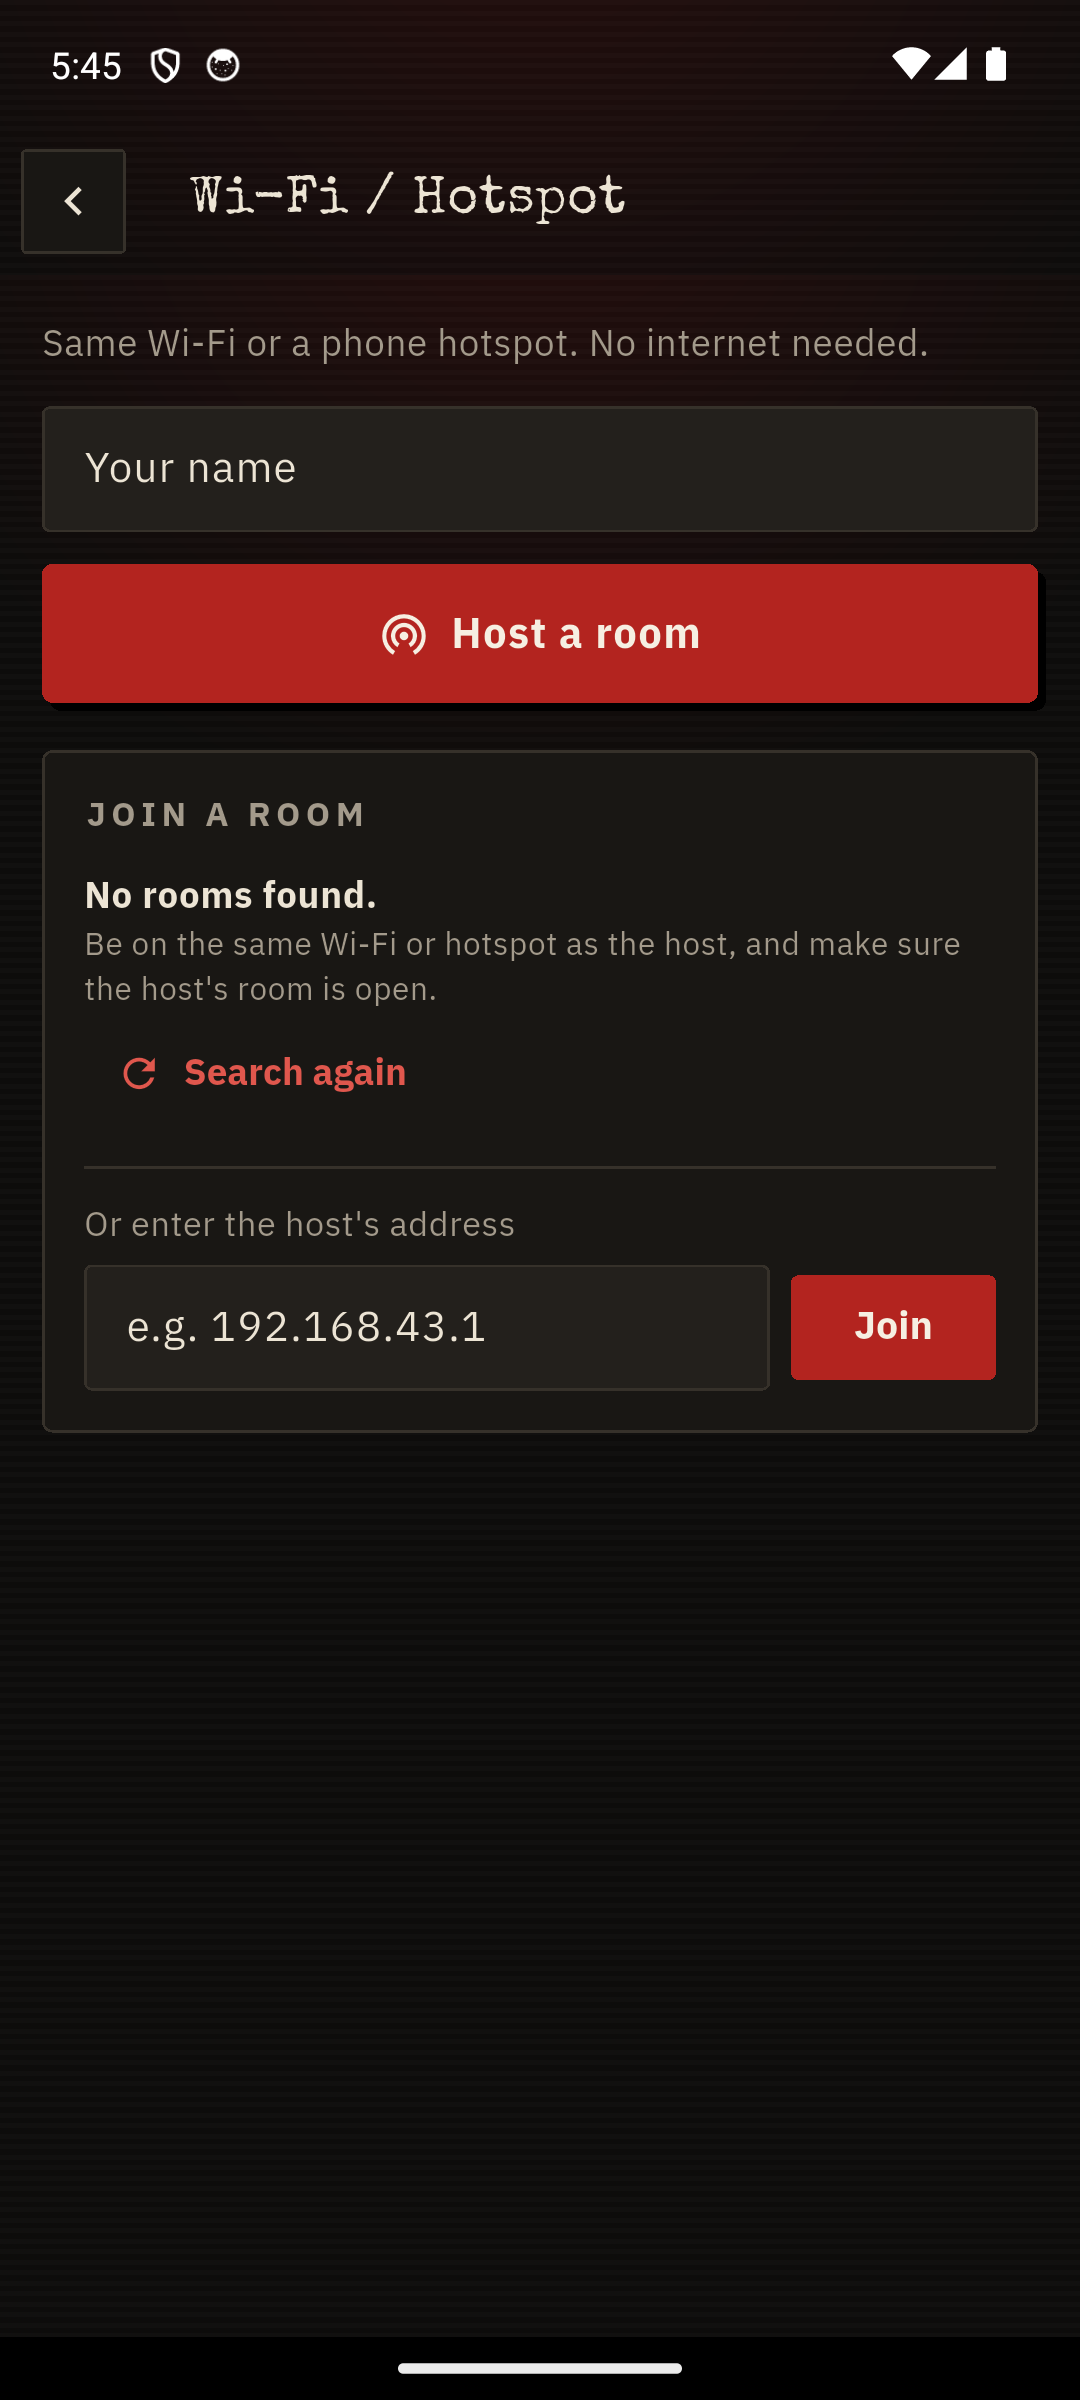 5:45
Wi-Fi / Hotspot
Same Wi-Fi or a phone hotspot. No internet needed.
Your name
Host a room
JOIN A ROOM
No rooms found.
Be on the same Wi-Fi or hotspot as the host, and make sure
the host's room is open.
Search again
Or enter the host's address
e.g. 192.168.43.1
Join